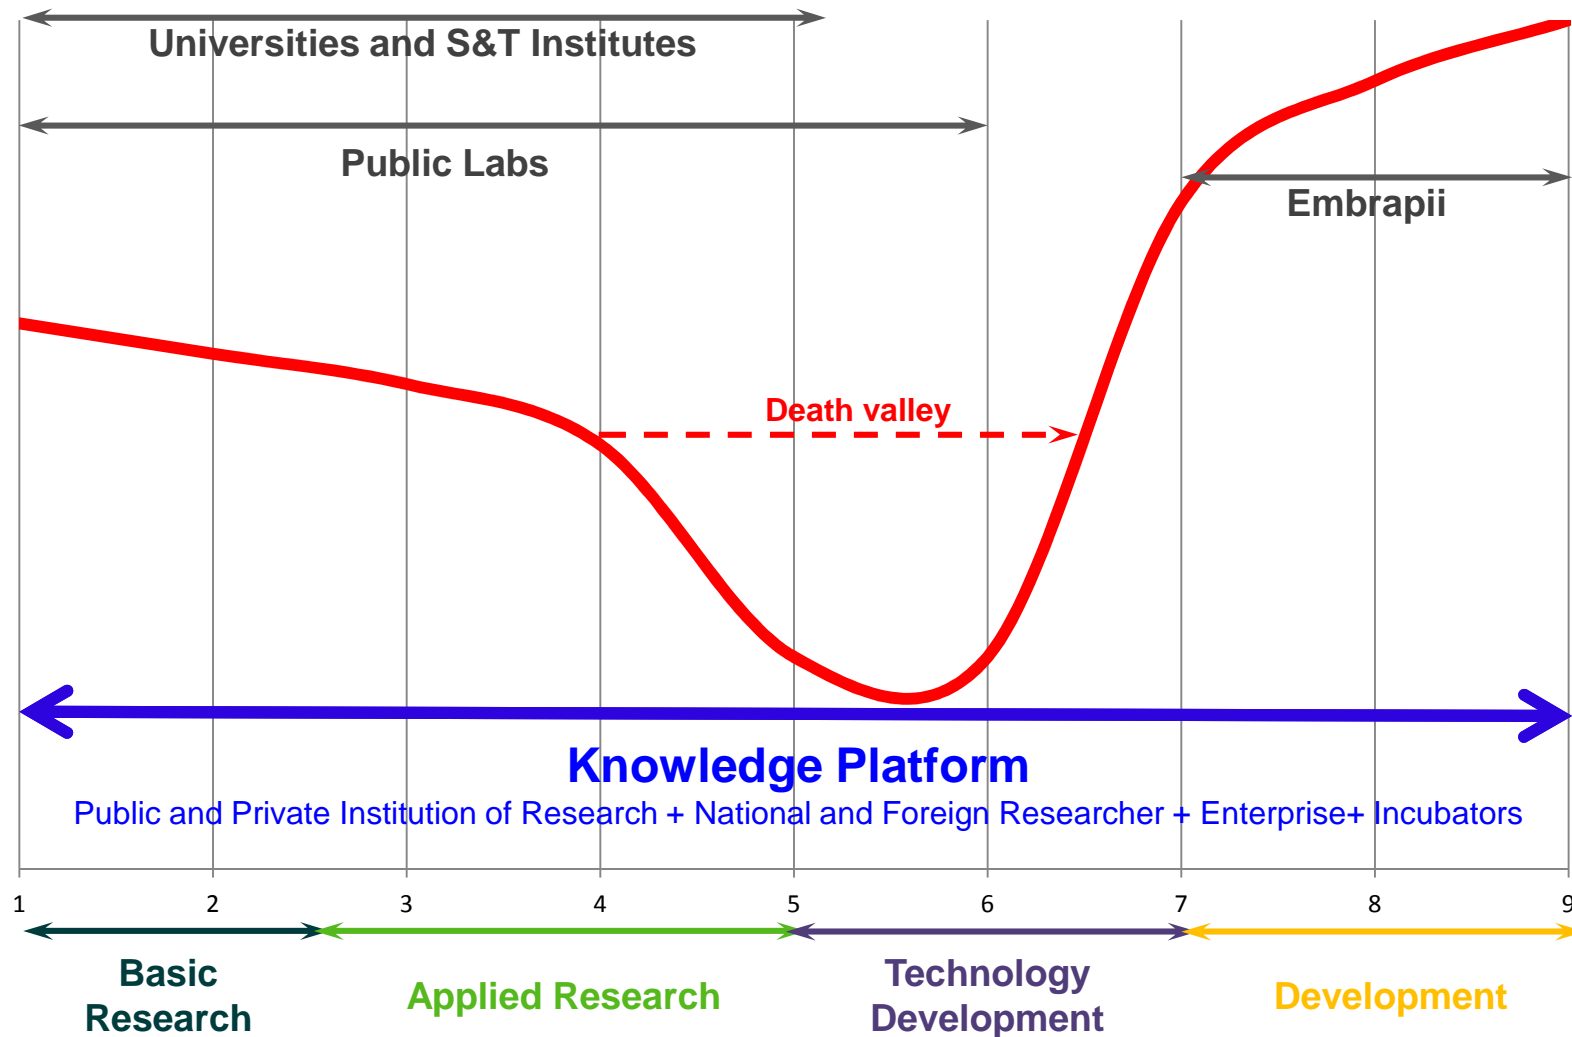 Universities and S&T Institutes
Public Labs
Embrapii
Death valley
Knowledge Platform
Public and Private Institution of Research + National and Foreign Researcher + Enterprise+ Incubators
1 2 3 4 5 6 7 8 9
Basic
Research
Applied Research
Technology
Development
Development